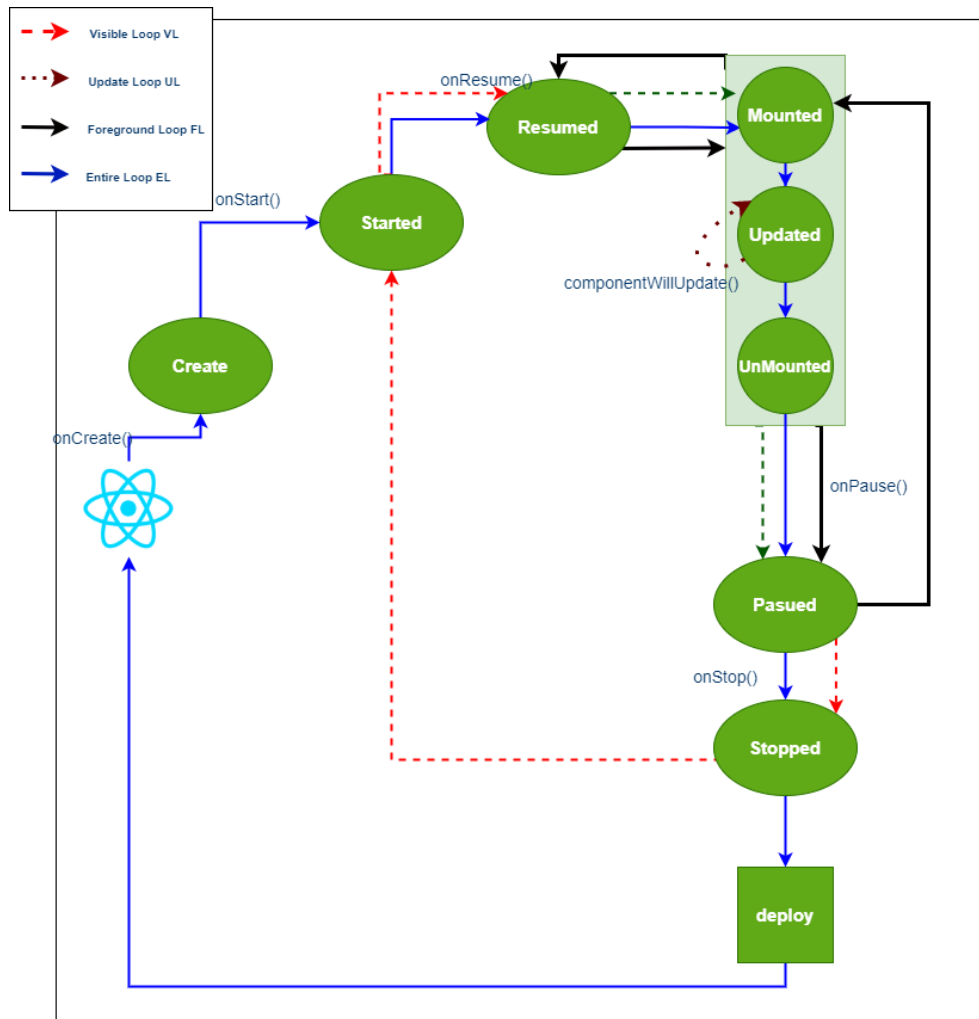 Visible Loop VL
Update Loop UL
Foreground Loop FL
Entire Loop EL
onResume()
Mounted
Resumed
onStart()
Started
Updated
componentWillUpdate()
Create
UnMounted
onCreate()
onPause()
Pasued
onStop()
Stopped
deploy